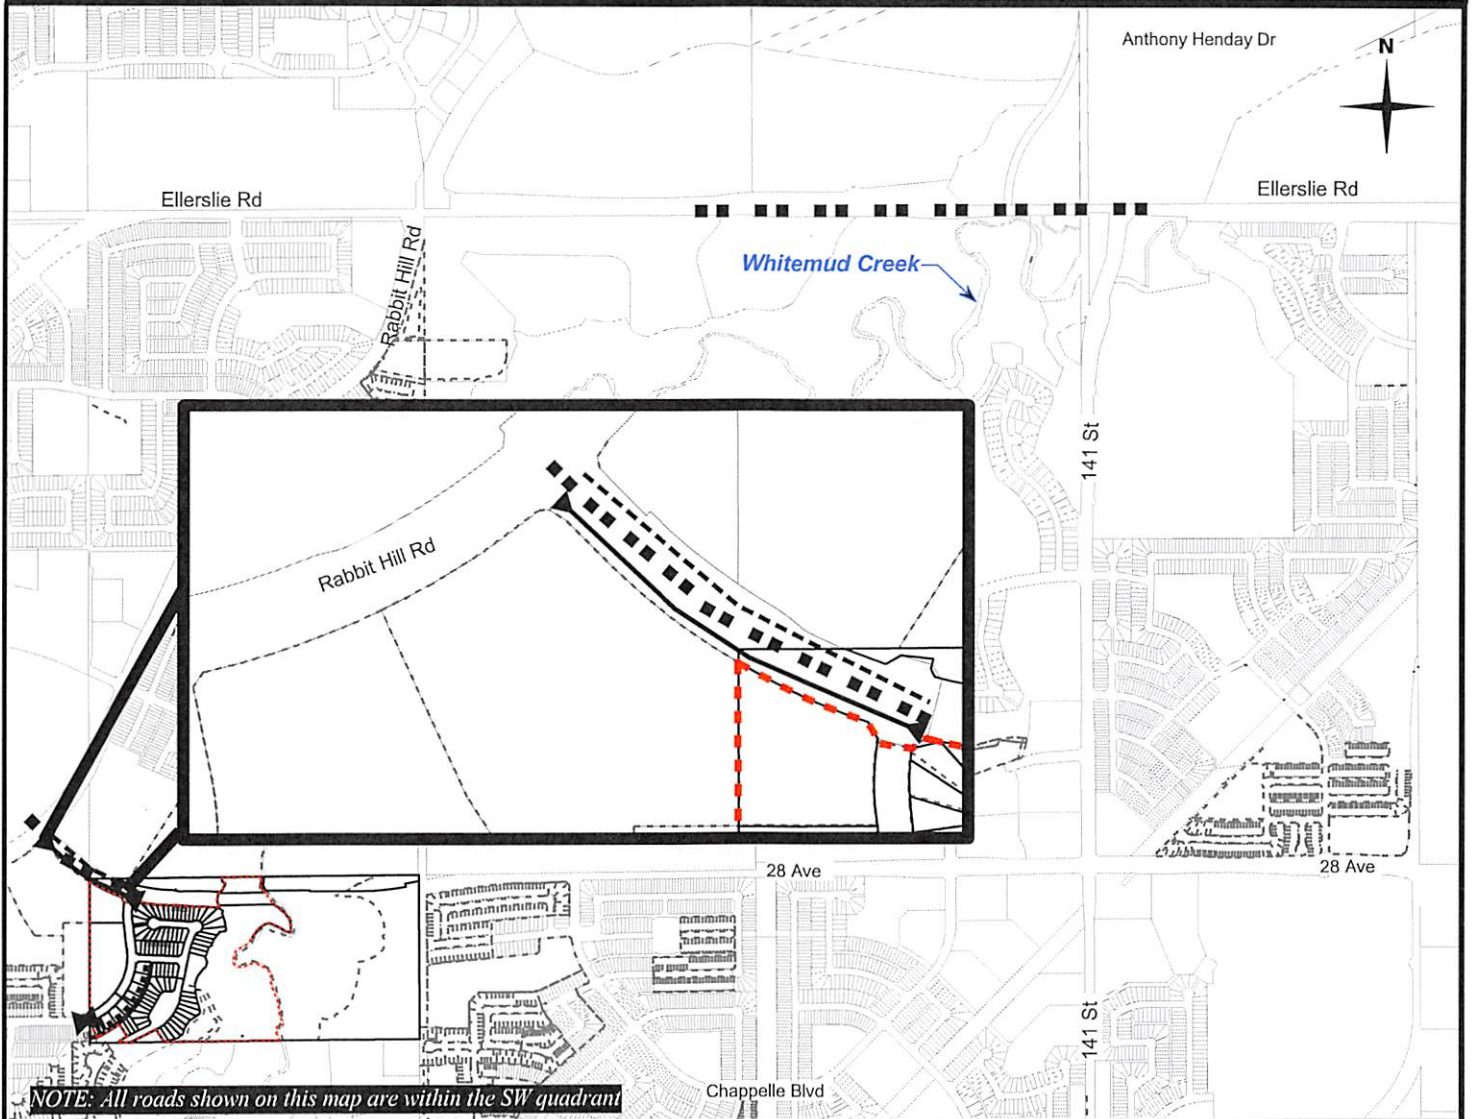 Anthony Henday Dr
N
Ellerslie Rd
Ellerslie Rd
Rabbit Hill Rd
Whitemud Creek
141 St
Rabbit Hill Rd
28 Ave
28 Ave
141 St
Chappelle Blvd
NOTE: All roads shown on this map are within the SW quadrant